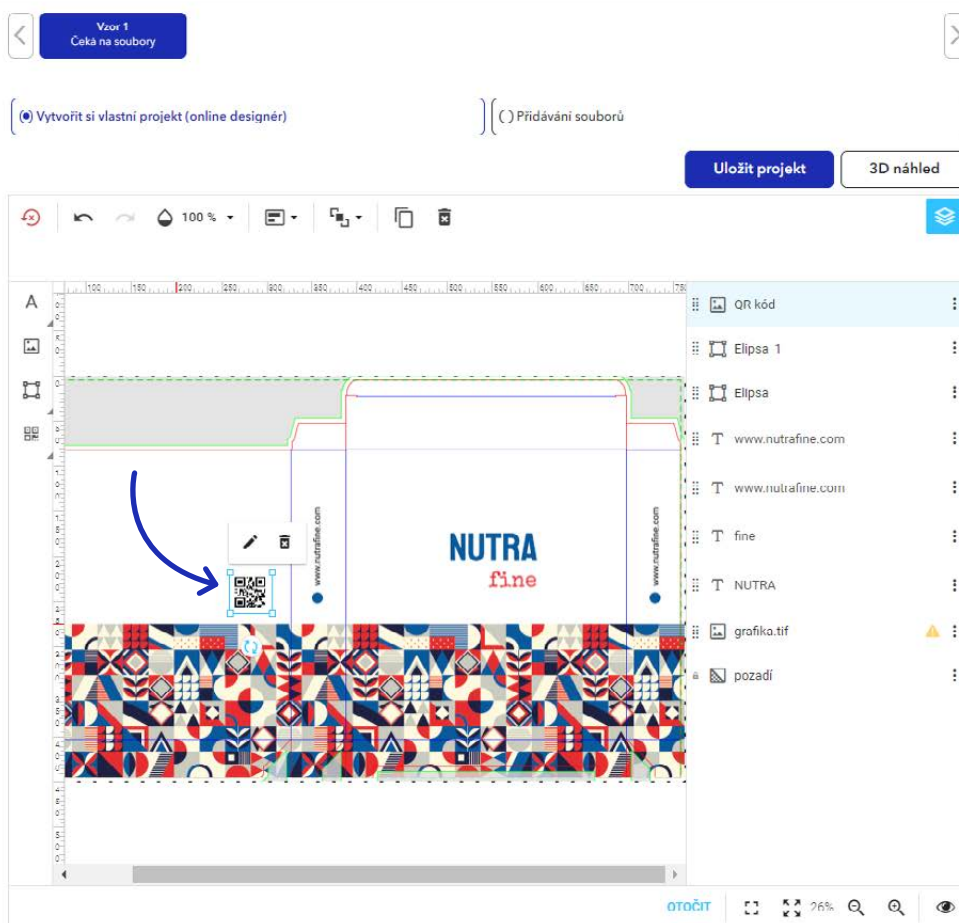 Vzor 1
Čeká na soubory
Vytvořit si vlastní projekt (online designér)
Přidávání souborů
Uložit projekt
3D náhled
100 %
A
QR kód
Elipsa 1
Elipsa
T www.nutrafine.com
T www.nutrafine.com
T fine
T NUTRA
grafika.tif
pozadí
www.nutrafine.com
NUTRA
fine
www.nutrafine.com
OTOČIT
26%